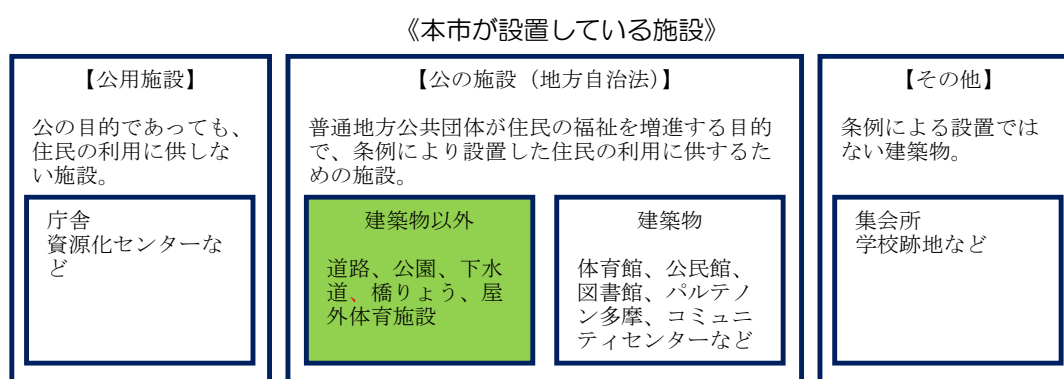 《本市が設置している施設》
【公用施設】
公の目的であっても、
住民の利用に供しな
い施設。
庁舎
資源化センターな
ど
【公の施設（地方自治法）】
普通地方公共団体が住民の福祉を増進する目的
で、条例により設置した住民の利用に供するた
めの施設。
建築物以外
道路、公園、下水
道、橋りょう、屋
外体育施設
建築物
体育館、公民館、
図書館、パルテノ
ン多摩、コミュニ
ティセンターなど
【その他】
条例による設置では
ない建築物。
集会所
学校跡地など